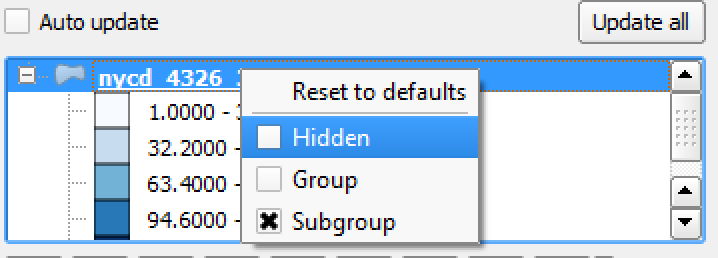 Auto update
Update all
nycd_4326
Reset to defaults
1.0000 -
Hidden
32.2000 -
Group
63.4000 -
Subgroup
94.6000 -